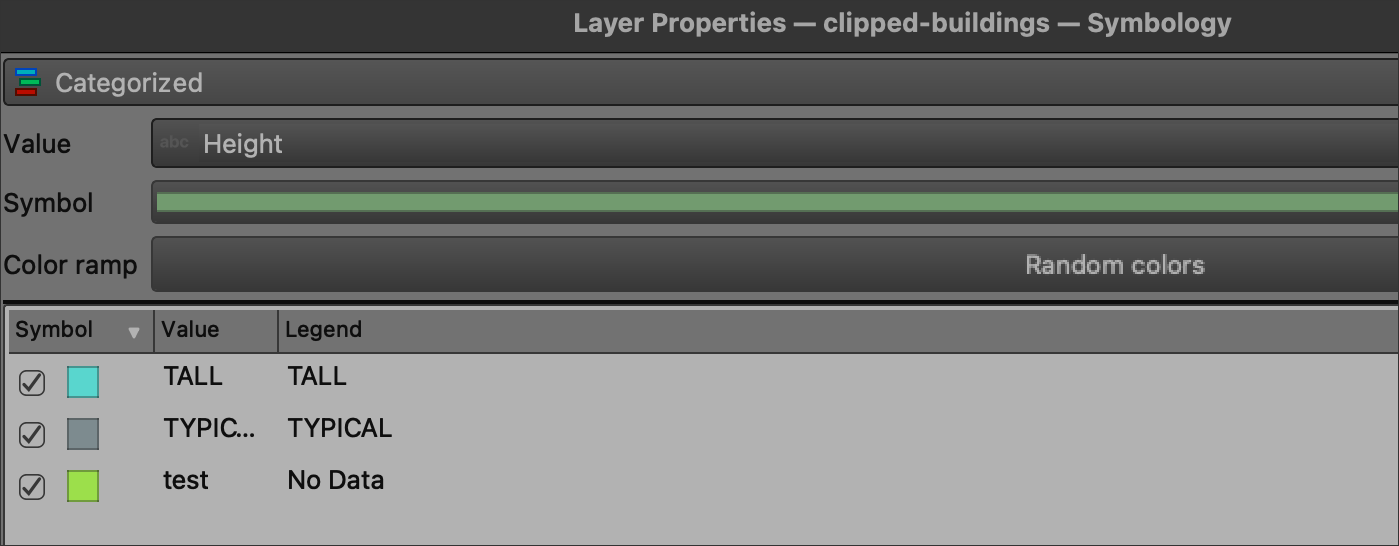 Layer Properties — clipped-buildings — Symbology
Categorized
Value abc Height
Symbol
Color ramp Random colors
Symbol Value Legend
TALL TALL
TYPIC... TYPICAL
test No Data